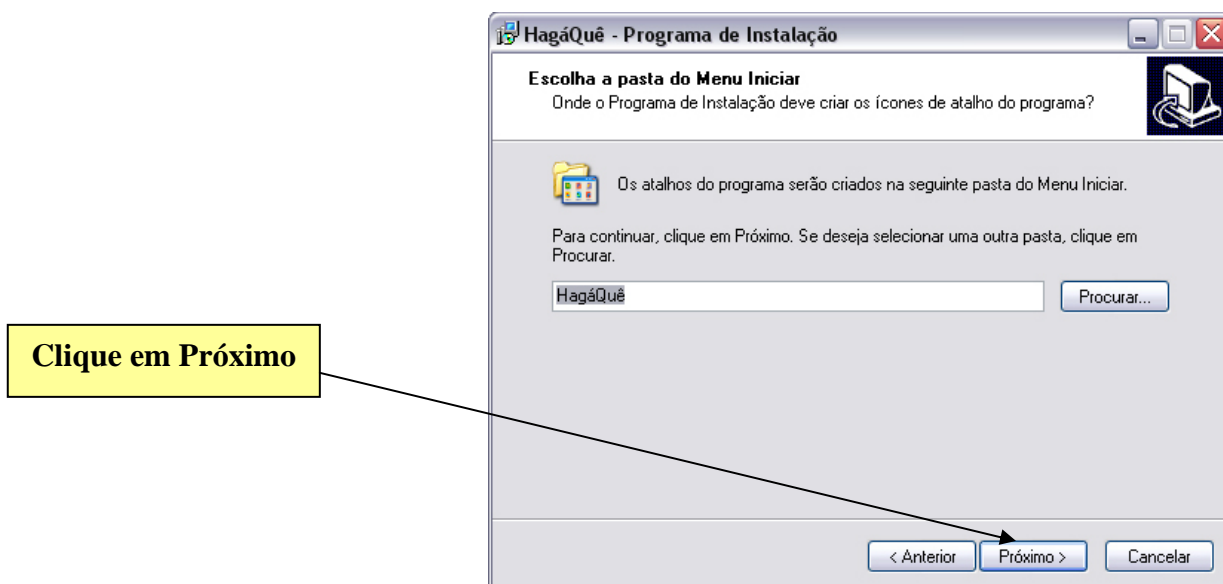 HagáQuê - Programa de Instalação
Escolha a pasta do Menu Iniciar
Onde o Programa de Instalação deve criar os ícones de atalho do programa?
Os atalhos do programa serão criados na seguinte pasta do Menu Iniciar.
Para continuar, clique em Próximo. Se deseja selecionar uma outra pasta, clique em
Procurar.
HagáQuê
Procurar...
Clique em Próximo
< Anterior
Próximo >
Cancelar